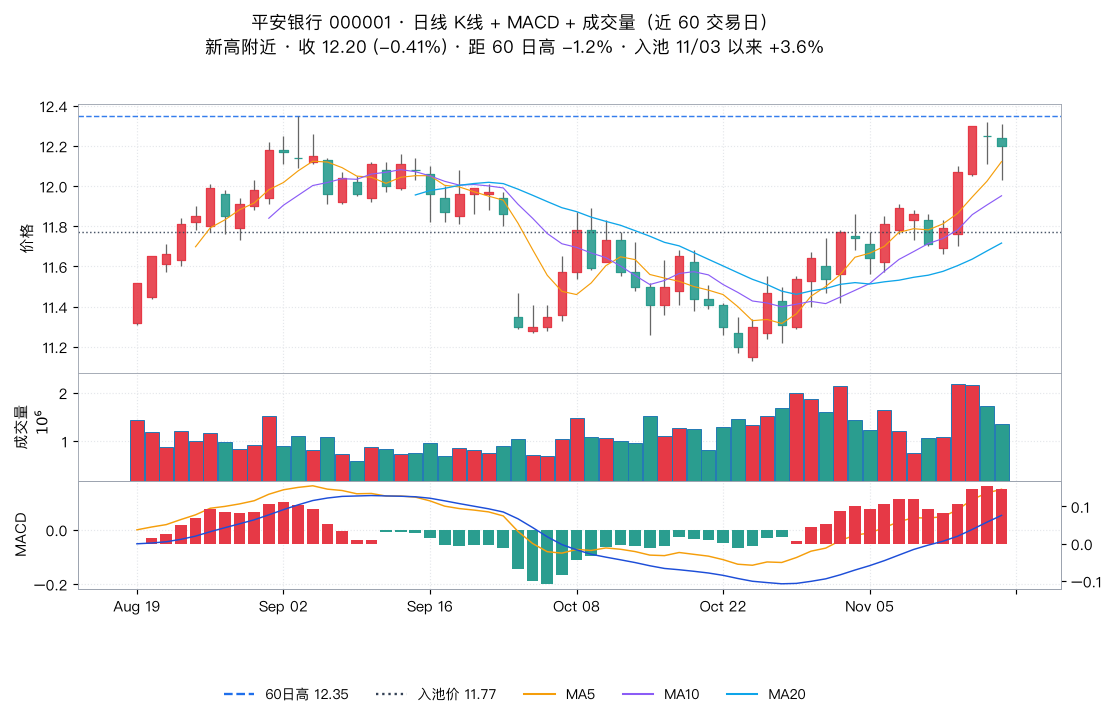 平安银行 000001 · 日线 K线 + MACD + 成交量（近 60 交易日）
新高附近 · 收 12.20 (−0.41%) · 距 60 日高 −1.2% · 入池 11/03 以来 +3.6%
12.4
12.2
12.0
11.8
11.6
11.4
11.2
价格
2
1
成交量
10⁶
0.0
−0.2
MACD
0.1
0.0
−0.1
Aug 19
Sep 02
Sep 16
Oct 08
Oct 22
Nov 05
60日高 12.35
入池价 11.77
MA5
MA10
MA20